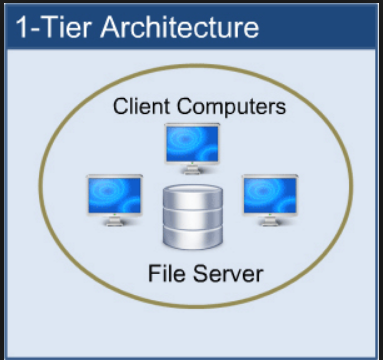 1-Tier Architecture
Client Computers
File Server